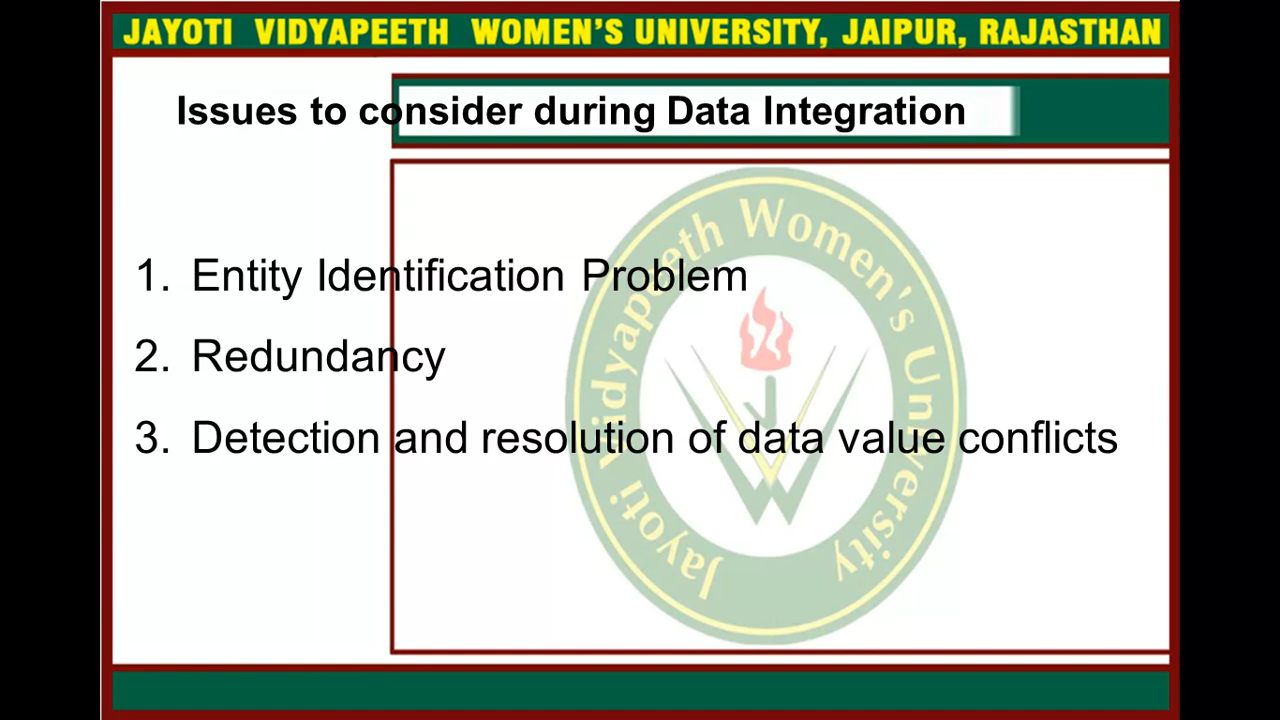 JAYOTI VIDYAPEETH WOMEN'S UNIVERSITY, JAIPUR, RAJASTHAN
Issues to consider during Data Integration
1. Entity Identification Problem
2. Redundancy
3. Detection and resolution of data value conflicts
Jayoti Vidyapeeth Women's University
JVW